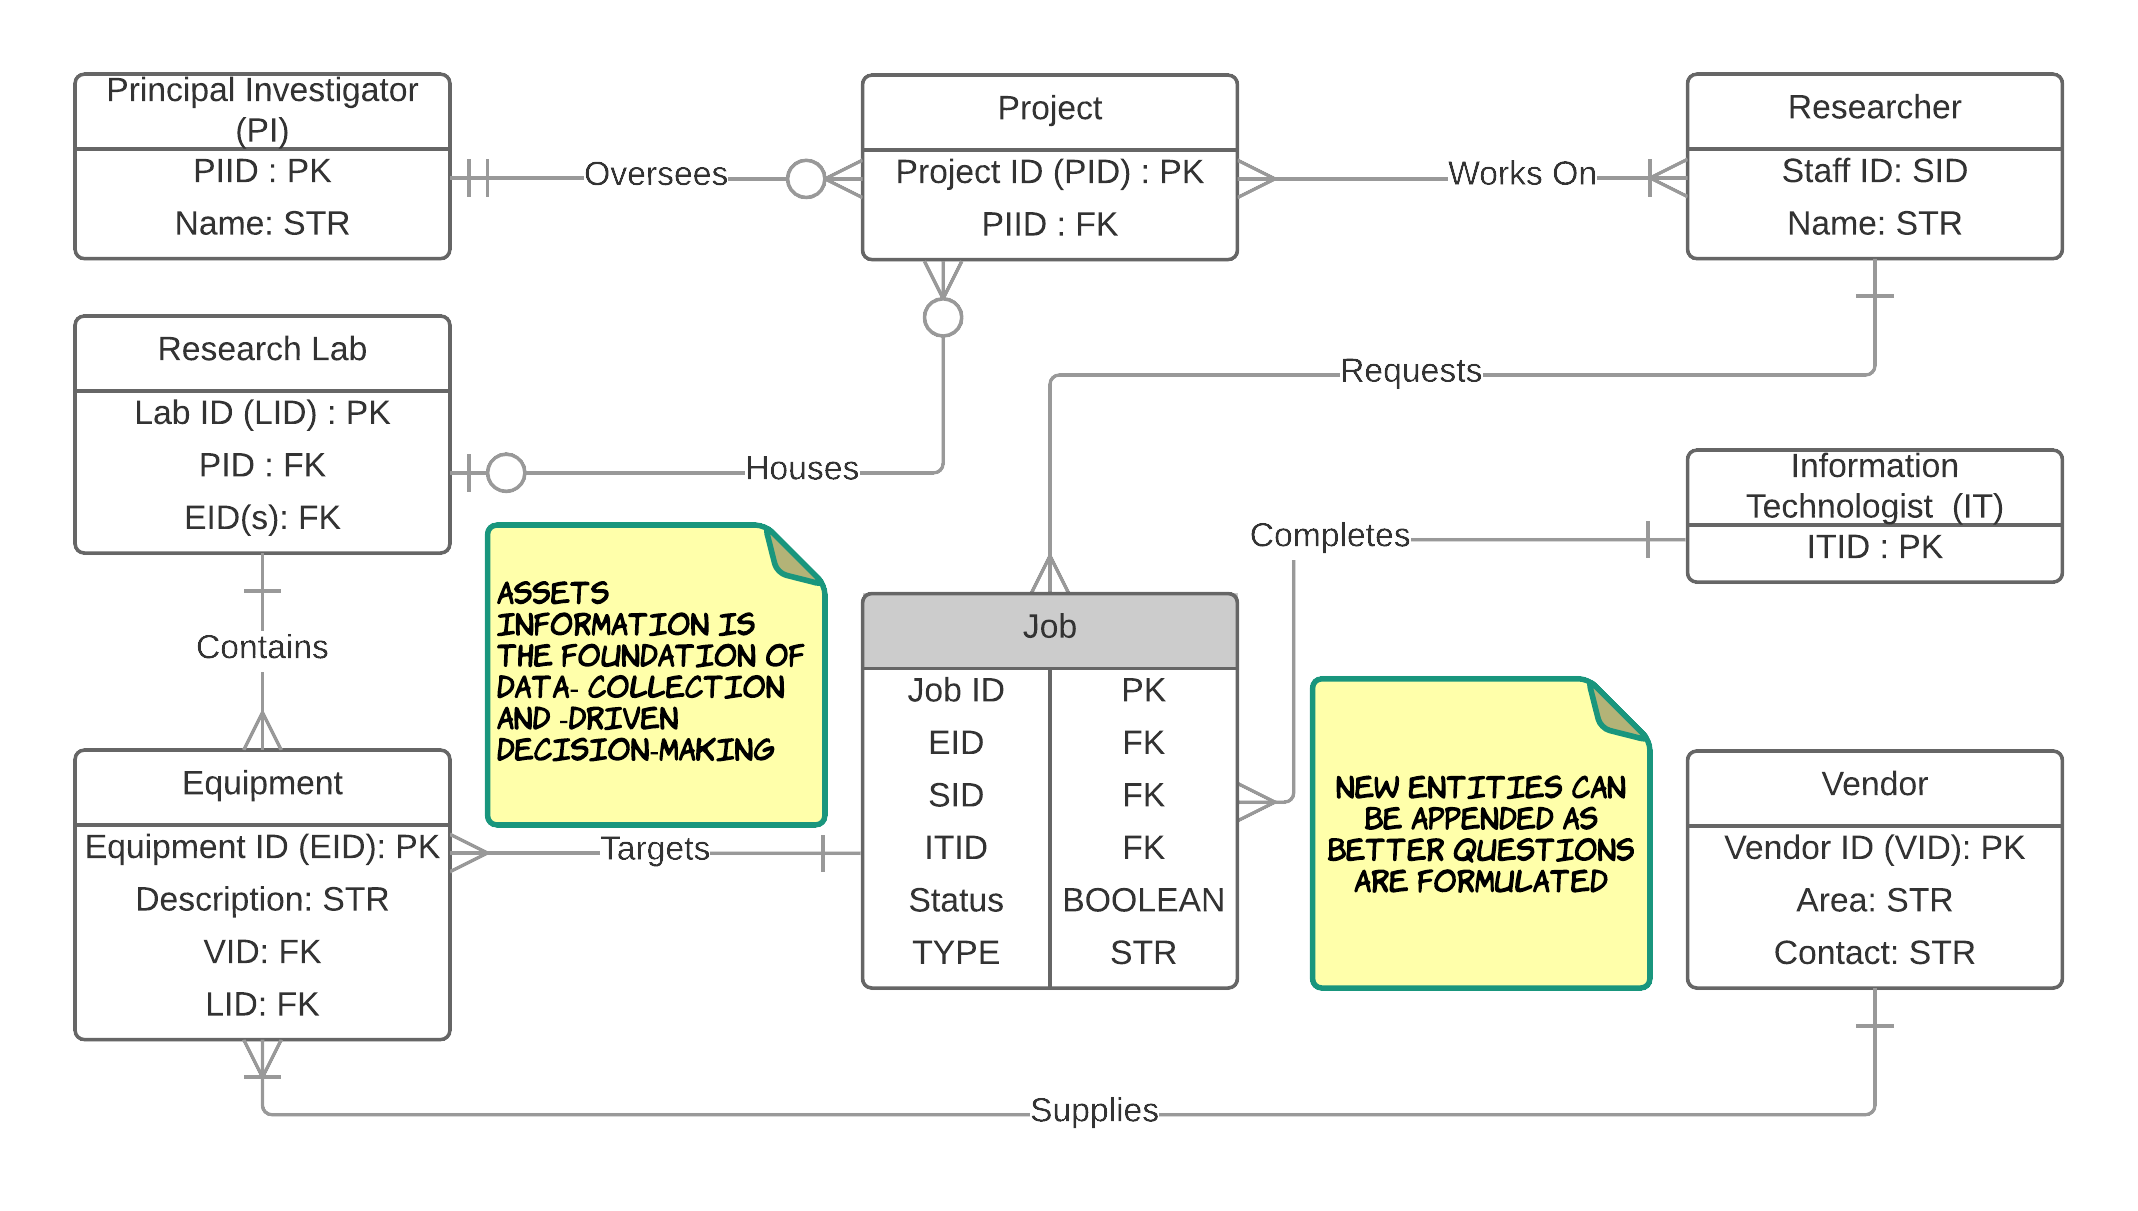 Principal Investigator
(PI)
PIID : PK
Name: STR
Oversees
Project
Project ID (PID) : PK
PIID : FK
Works On
Researcher
Staff ID: SID
Name: STR
Research Lab
Lab ID (LID) : PK
PID : FK
EID(s): FK
Houses
Requests
Information
Technologist (IT)
ITID : PK
Completes
Contains
ASSETS
INFORMATION IS
THE FOUNDATION OF
DATA- COLLECTION
AND -DRIVEN
DECISION-MAKING
Job
Job ID PK
EID FK
SID FK
ITID FK
Status BOOLEAN
TYPE STR
NEW ENTITIES CAN
BE APPENDED AS
BETTER QUESTIONS
ARE FORMULATED
Equipment
Equipment ID (EID): PK
Description: STR
VID: FK
LID: FK
Targets
Vendor
Vendor ID (VID): PK
Area: STR
Contact: STR
Supplies